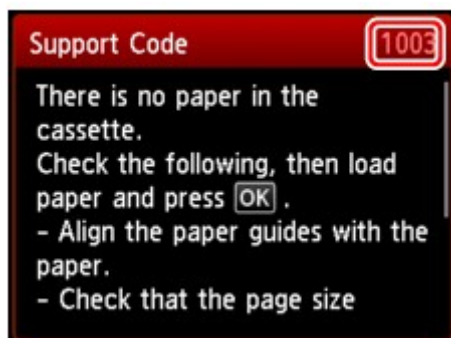 Support Code 1003
There is no paper in the
cassette.
Check the following, then load
paper and press OK .
- Align the paper guides with the
paper.
- Check that the page size